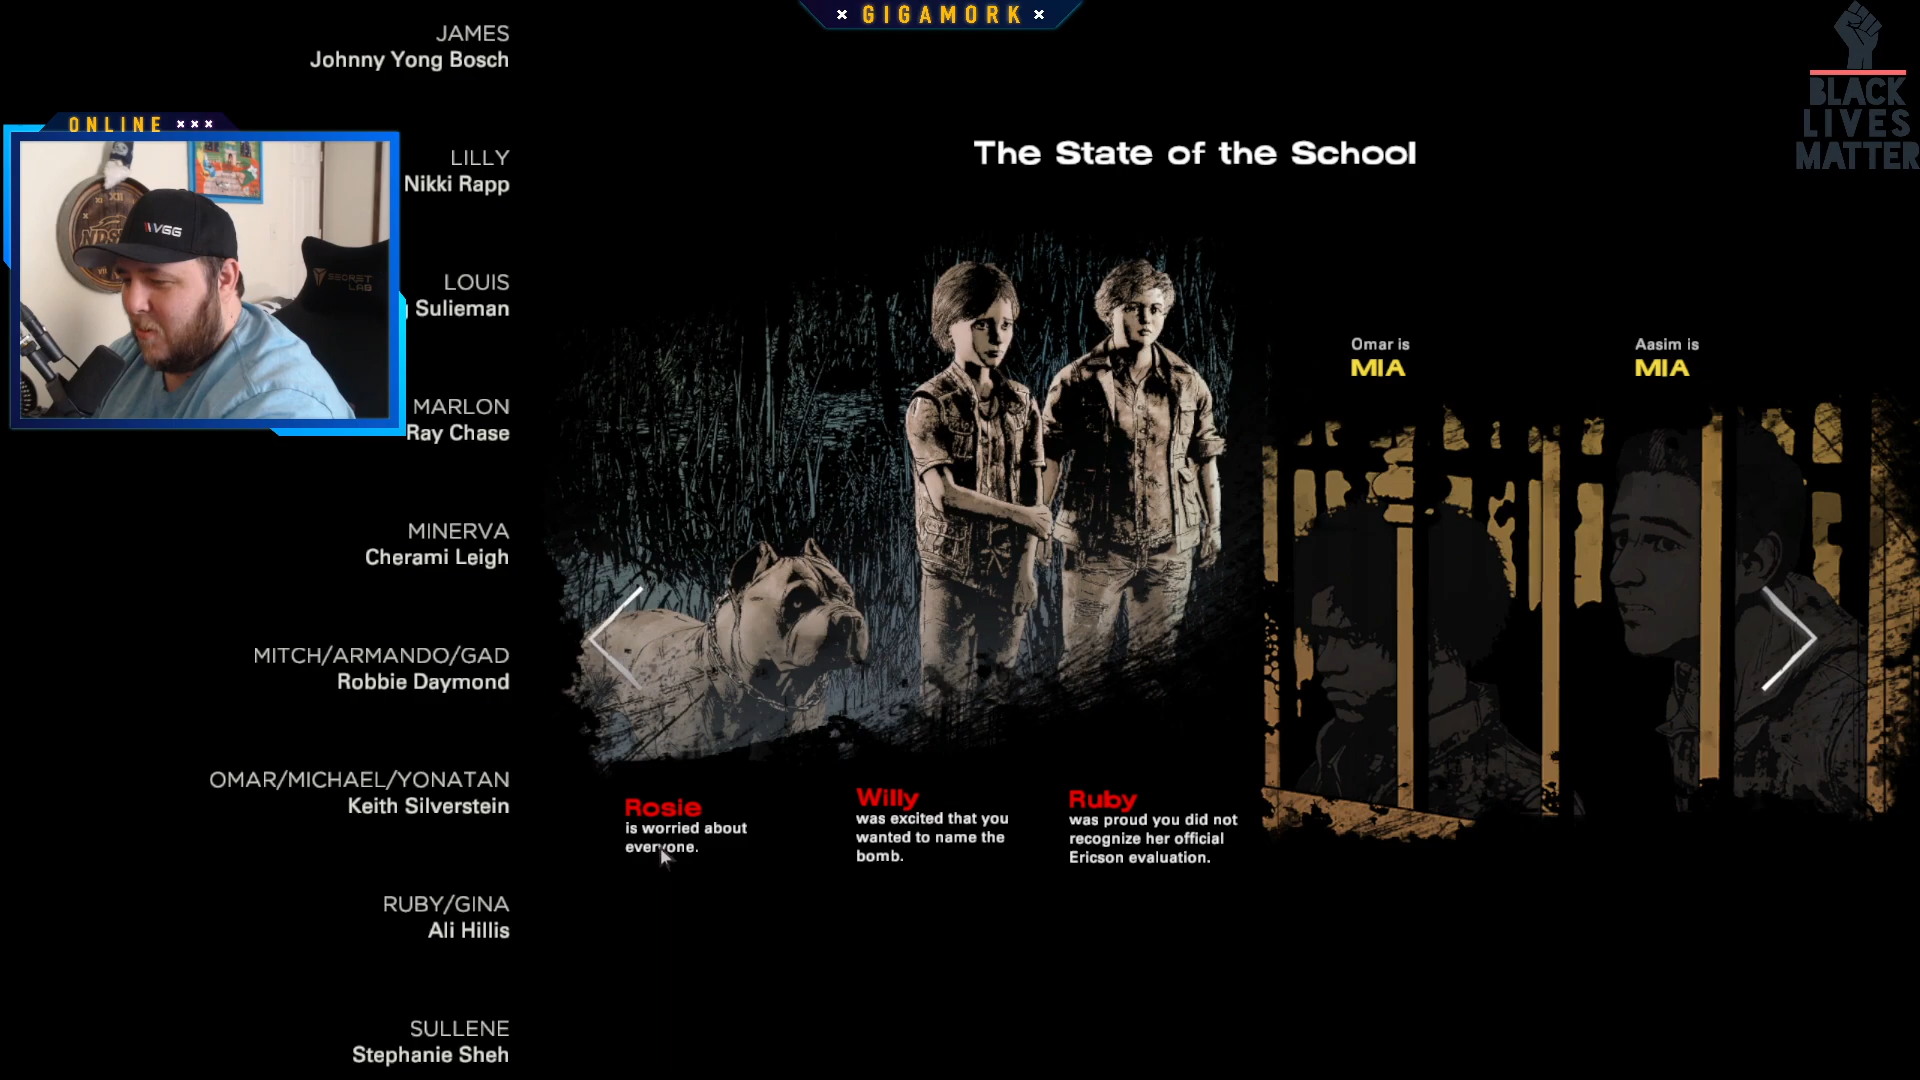 × GIGAMORK ×
BLACK
LIVES
MATTER
ONLINE ×××
VGG
SECRET
LAB
JAMES
Johnny Yong Bosch
LILLY
Nikki Rapp
LOUIS
Sulieman
MARLON
Ray Chase
MINERVA
Cherami Leigh
MITCH/ARMANDO/GAD
Robbie Daymond
OMAR/MICHAEL/YONATAN
Keith Silverstein
RUBY/GINA
Ali Hillis
SULLENE
Stephanie Sheh
The State of the School
Omar is
MIA
Aasim is
MIA
Rosie
is worried about
everyone.
Willy
was excited that you
wanted to name the
bomb.
Ruby
was proud you did not
recognize her official
Ericson evaluation.